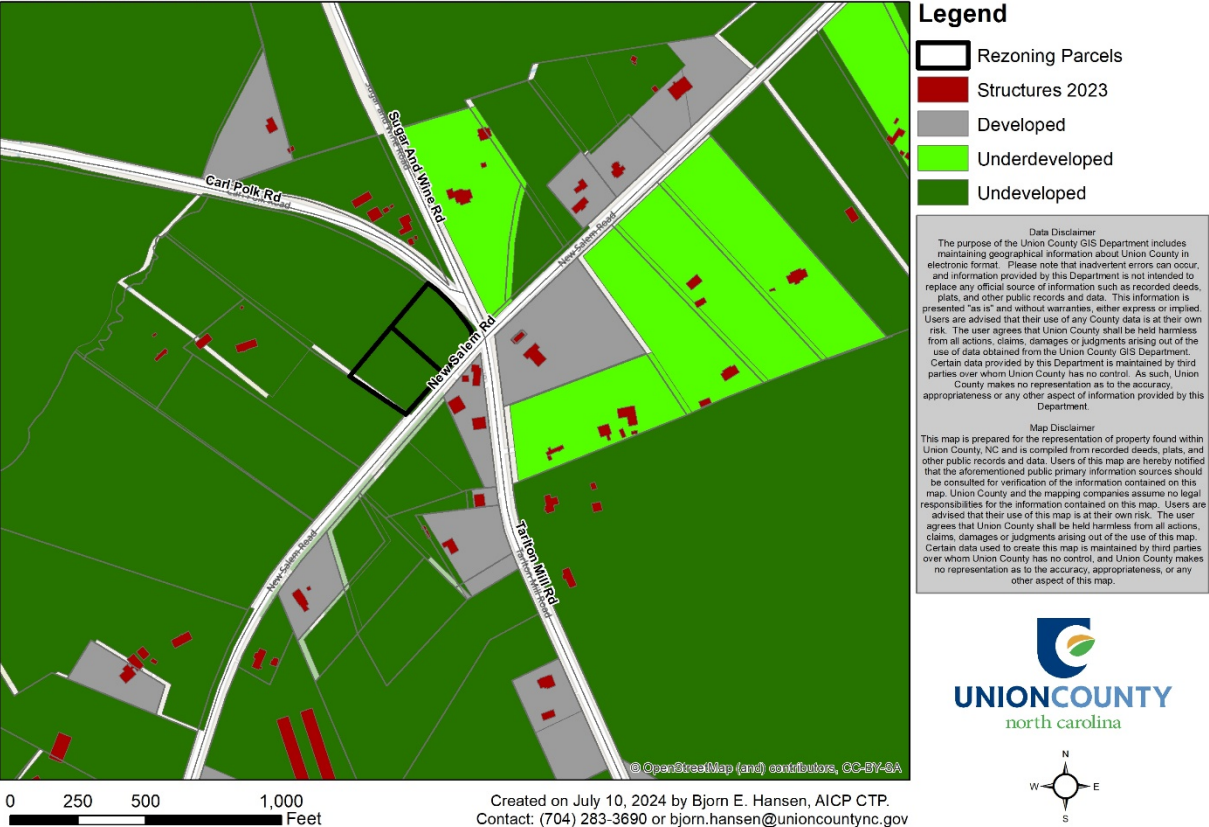 Legend
Rezoning Parcels
Structures 2023
Developed
Underdeveloped
Undeveloped
Sugar And Wine Rd
Sugar and Wine Road
Carl Polk Rd
Carl Polk Road
New Salem Road
New Salem Rd
New Salem Road
Tarlton Mill Rd
Tarlton Mill Road
© OpenStreetMap (and) contributors, CC-BY-SA
Data Disclaimer
The purpose of the Union County GIS Department includes
maintaining geographical information about Union County in
electronic format. Please note that inadvertent errors can occur,
and information provided by this Department is not intended to
replace any official source of information such as recorded deeds,
plats, and other public records and data. This information is
presented "as is" and without warranties, either express or implied.
Users are advised that their use of any County data is at their own
risk. The user agrees that Union County shall be held harmless
from all actions, claims, damages or judgments arising out of the
use of data obtained from the Union County GIS Department.
Certain data provided by this Department is maintained by third
parties over whom Union County has no control. As such, Union
County makes no representation as to the accuracy,
appropriateness or any other aspect of information provided by this
Department.
Map Disclaimer
This map is prepared for the representation of property found within
Union County, NC and is compiled from recorded deeds, plats, and
other public records and data. Users of this map are hereby notified
that the aforementioned public primary information sources should
be consulted for verification of the information contained on this
map. Union County and the mapping companies assume no legal
responsibilities for the information contained on this map. Users are
advised that their use of this map is at their own risk. The user
agrees that Union County shall be held harmless from all actions,
claims, damages or judgments arising out of the use of this map.
Certain data used to create this map is maintained by third parties
over whom Union County has no control, and Union County makes
no representation as to the accuracy, appropriateness, or any
other aspect of this map.
UNIONCOUNTY
north carolina
N
W E
S
0 250 500 1,000
Feet
Created on July 10, 2024 by Bjorn E. Hansen, AICP CTP.
Contact: (704) 283-3690 or bjorn.hansen@unioncountync.gov